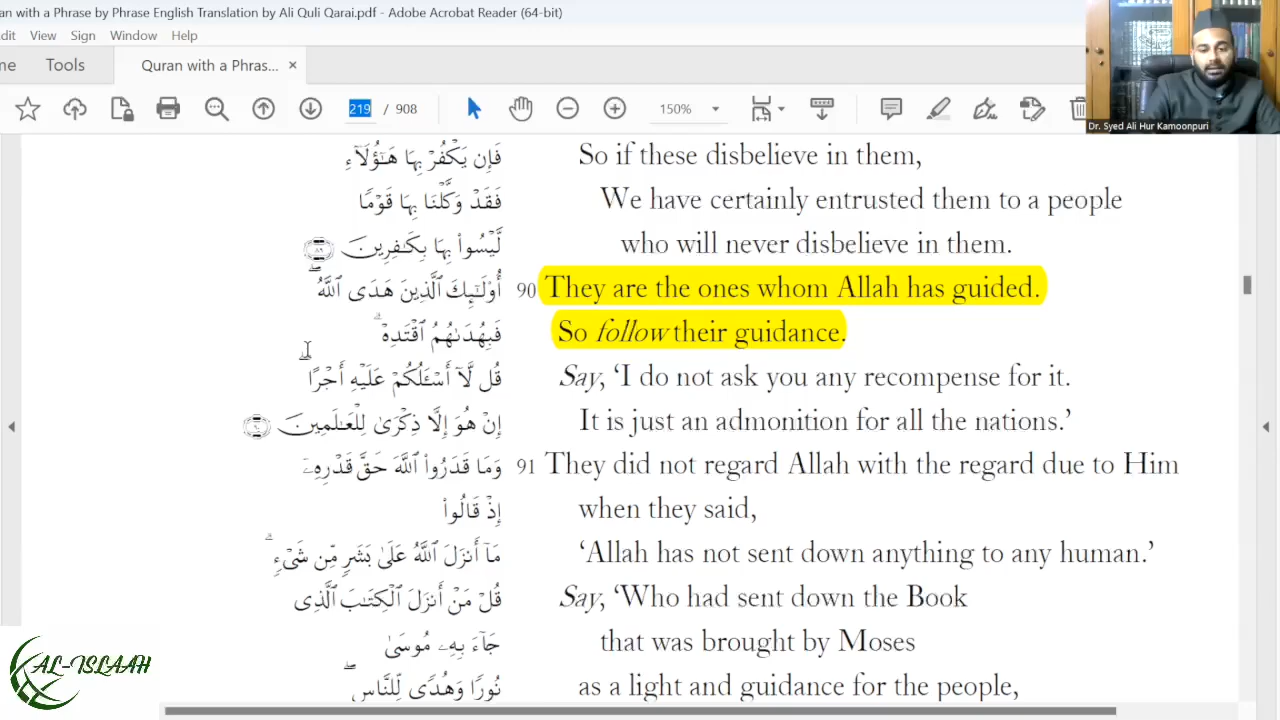 ran with a Phrase by Phrase English Translation by Ali Quli Qarai.pdf - Adobe Acrobat Reader (64-bit)
dit View Sign Window Help
me Tools Quran with a Phras... ×
219 / 908 150%
Dr. Syed Ali Hur Kamoonpuri
فَإِن يَكْفُرْ بِهَا هَـٰٓؤُلَآءِ So if these disbelieve in them,
فَقَدْ وَكَّلْنَا بِهَا قَوْمًا We have certainly entrusted them to a people
لَّيْسُوا۟ بِهَا بِكَـٰفِرِينَ ﴿٨٩﴾ who will never disbelieve in them.
أُو۟لَـٰٓئِكَ ٱلَّذِينَ هَدَى ٱللَّهُ ۖ 90 They are the ones whom Allah has guided.
فَبِهُدَىٰهُمُ ٱقْتَدِهْ ۗ So follow their guidance.
قُل لَّآ أَسْـَٔلُكُمْ عَلَيْهِ أَجْرًا Say, ‘I do not ask you any recompense for it.
إِنْ هُوَ إِلَّا ذِكْرَىٰ لِلْعَـٰلَمِينَ ﴿٩٠﴾ It is just an admonition for all the nations.’
وَمَا قَدَرُوا۟ ٱللَّهَ حَقَّ قَدْرِهِۦٓ 91 They did not regard Allah with the regard due to Him
إِذْ قَالُوا۟ when they said,
مَآ أَنزَلَ ٱللَّهُ عَلَىٰ بَشَرٍ مِّن شَىْءٍ ۗ ‘Allah has not sent down anything to any human.’
قُلْ مَنْ أَنزَلَ ٱلْكِتَـٰبَ ٱلَّذِى Say, ‘Who had sent down the Book
جَآءَ بِهِۦ مُوسَىٰ that was brought by Moses
نُورًا وَهُدًى لِّلنَّاسِ ۖ as a light and guidance for the people,
AL-ISLAAH